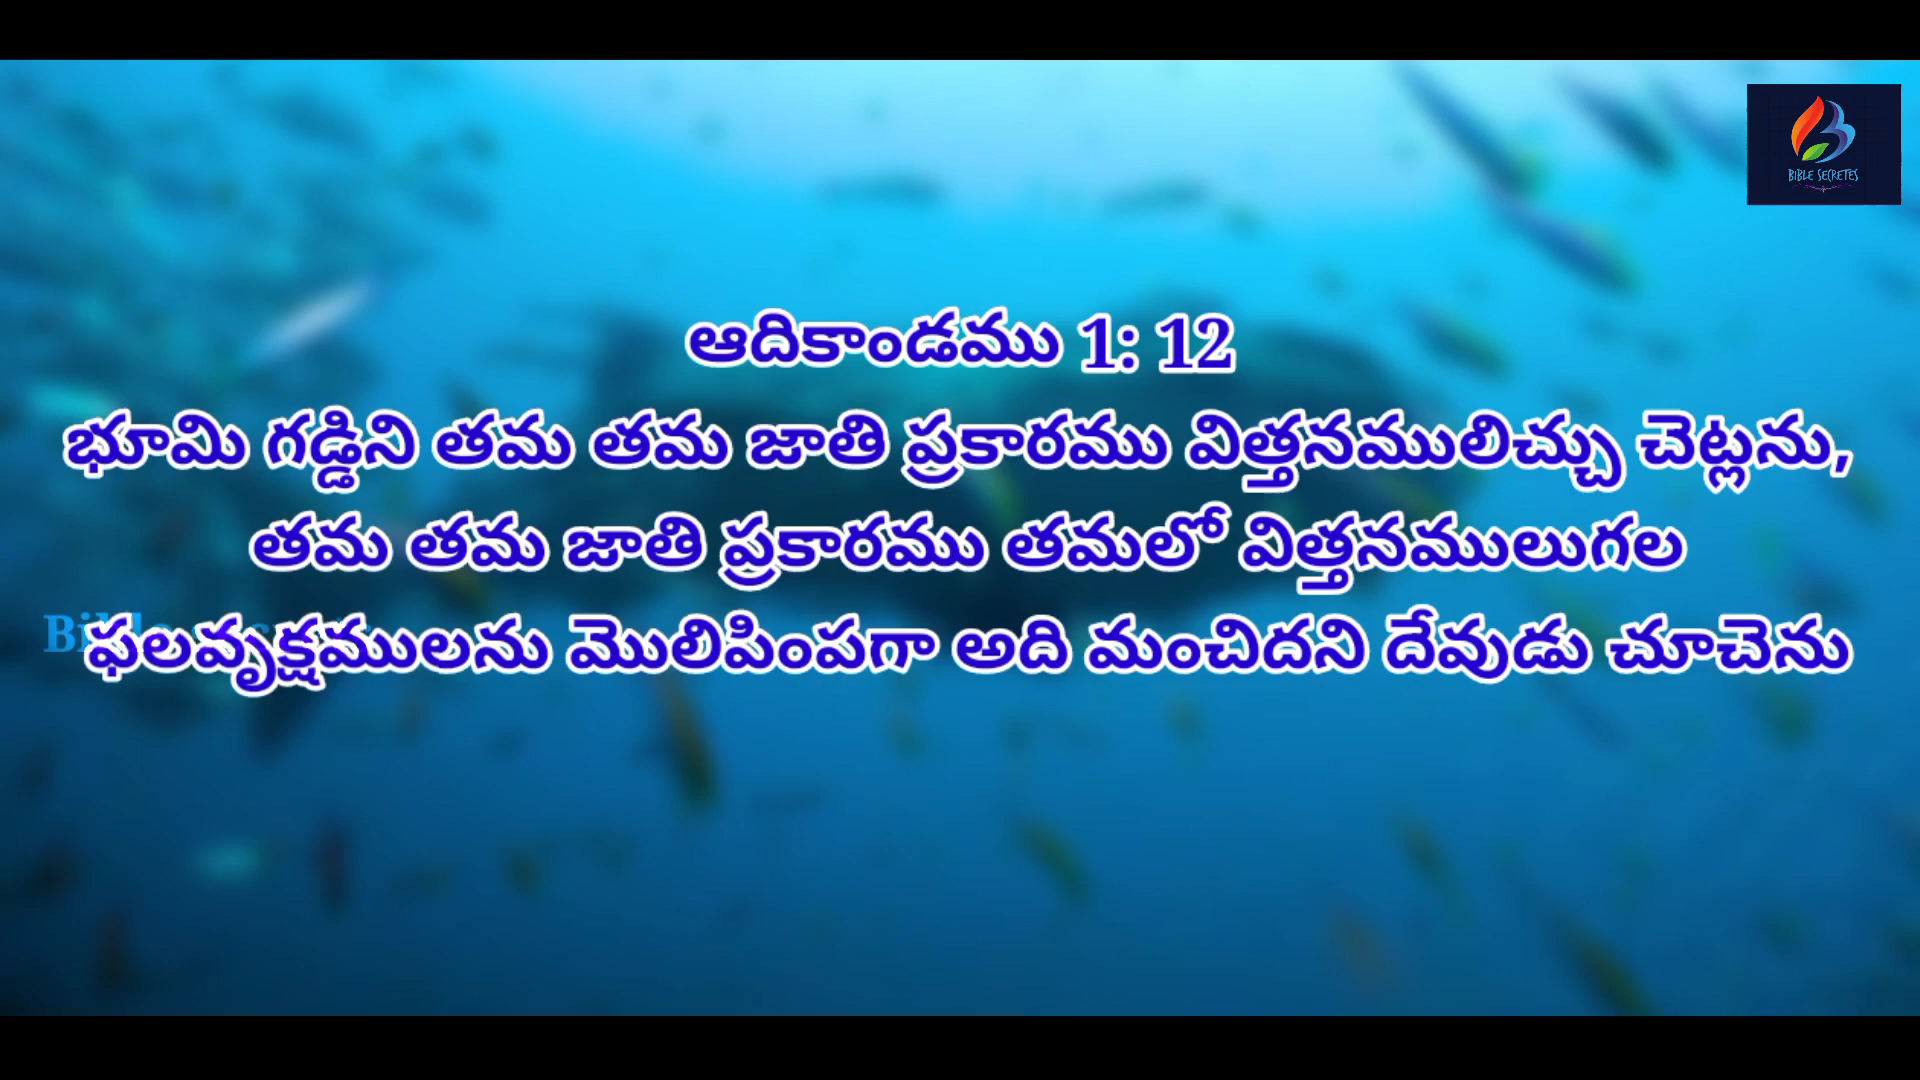 BIBLE SECRETES
ఆదికాండము 1: 12
భూమి గడ్డిని తమ తమ జాతి ప్రకారము విత్తనములిచ్చు చెట్లను,
తమ తమ జాతి ప్రకారము తమలో విత్తనములుగల
ఫలవృక్షములను మొలిపింపగా అది మంచిదని దేవుడు చూచెను